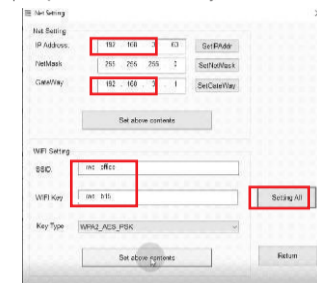 Net Setting
Net Setting
IP Address: 192 168 63 SetIPAddr
NetMask 255 255 255 0 SetNetMask
GateWay 192 . 168 . . 1 SetGateWay
Set above contents
WIFI Setting
SSID: office
WIFI Key Setting All
Key Type WPA2_AES_PSK
Set above contents Return